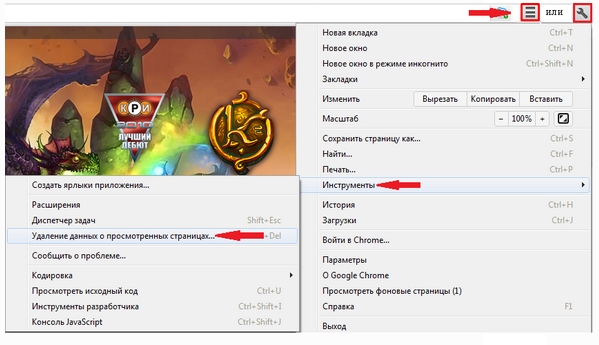 или
Новая вкладка Ctrl+T
Новое окно Ctrl+N
Новое окно в режиме инкогнито Ctrl+Shift+N
Закладки
Изменить Вырезать Копировать Вставить
Масштаб − 100% +
Сохранить страницу как... Ctrl+S
Найти... Ctrl+F
Печать... Ctrl+P
Инструменты
История Ctrl+H
Загрузки Ctrl+J
Войти в Chrome...
Параметры
О Google Chrome
Просмотреть фоновые страницы (1)
Справка F1
Выход
КРИ
2010
ЛУЧШИЙ
ДЕБЮТ
Создать ярлыки приложения...
Расширения
Диспетчер задач Shift+Esc
Удаление данных о просмотренных страницах... +Del
Сообщить о проблеме...
Кодировка
Просмотреть исходный код Ctrl+U
Инструменты разработчика Ctrl+Shift+I
Консоль JavaScript Ctrl+Shift+J